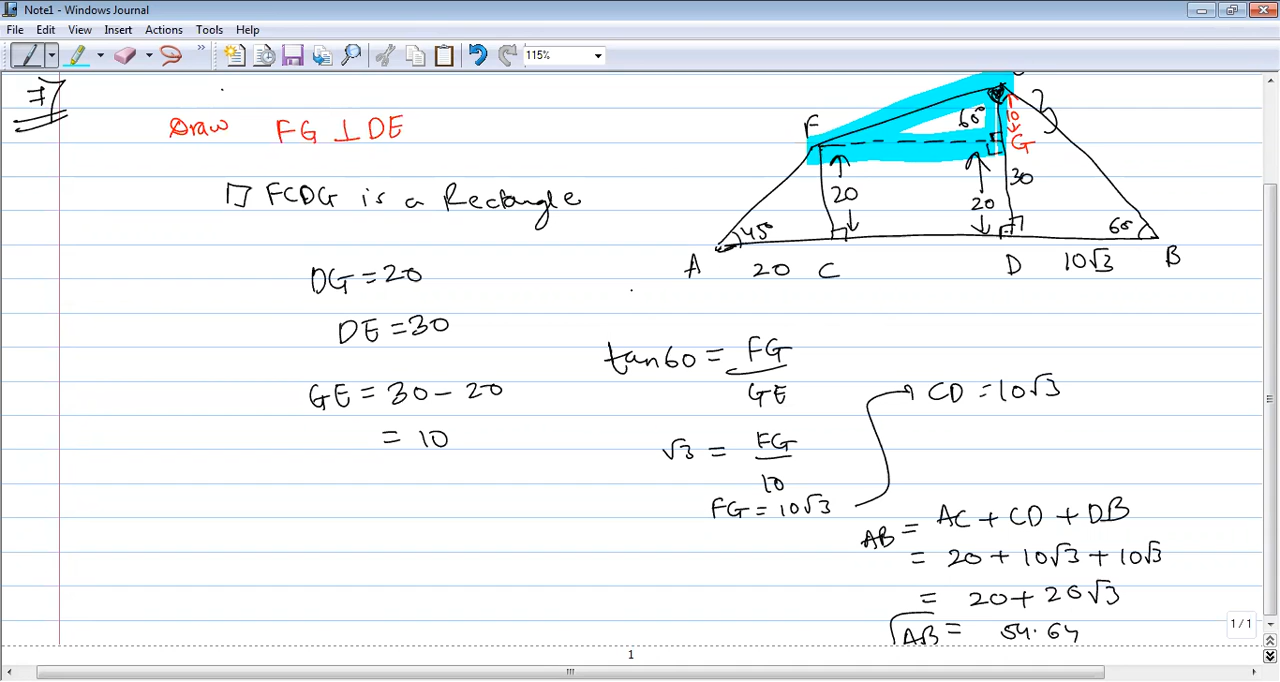 Note1 - Windows Journal
File Edit View Insert Actions Tools Help
115%
Draw FG ⊥ DE
□ FCDG is a Rectangle
DG = 20
DE = 30
GE = 30 - 20
= 10
F
60°
10
G
20
20
30
45°
60
A
20
C
D
10√3
B
tan60 = FG
GE
√3 = FG
10
FG = 10√3
CD = 10√3
AB = AC + CD + DB
= 20 + 10√3 + 10√3
= 20 + 20√3
AB = 54.64
1 / 1
1